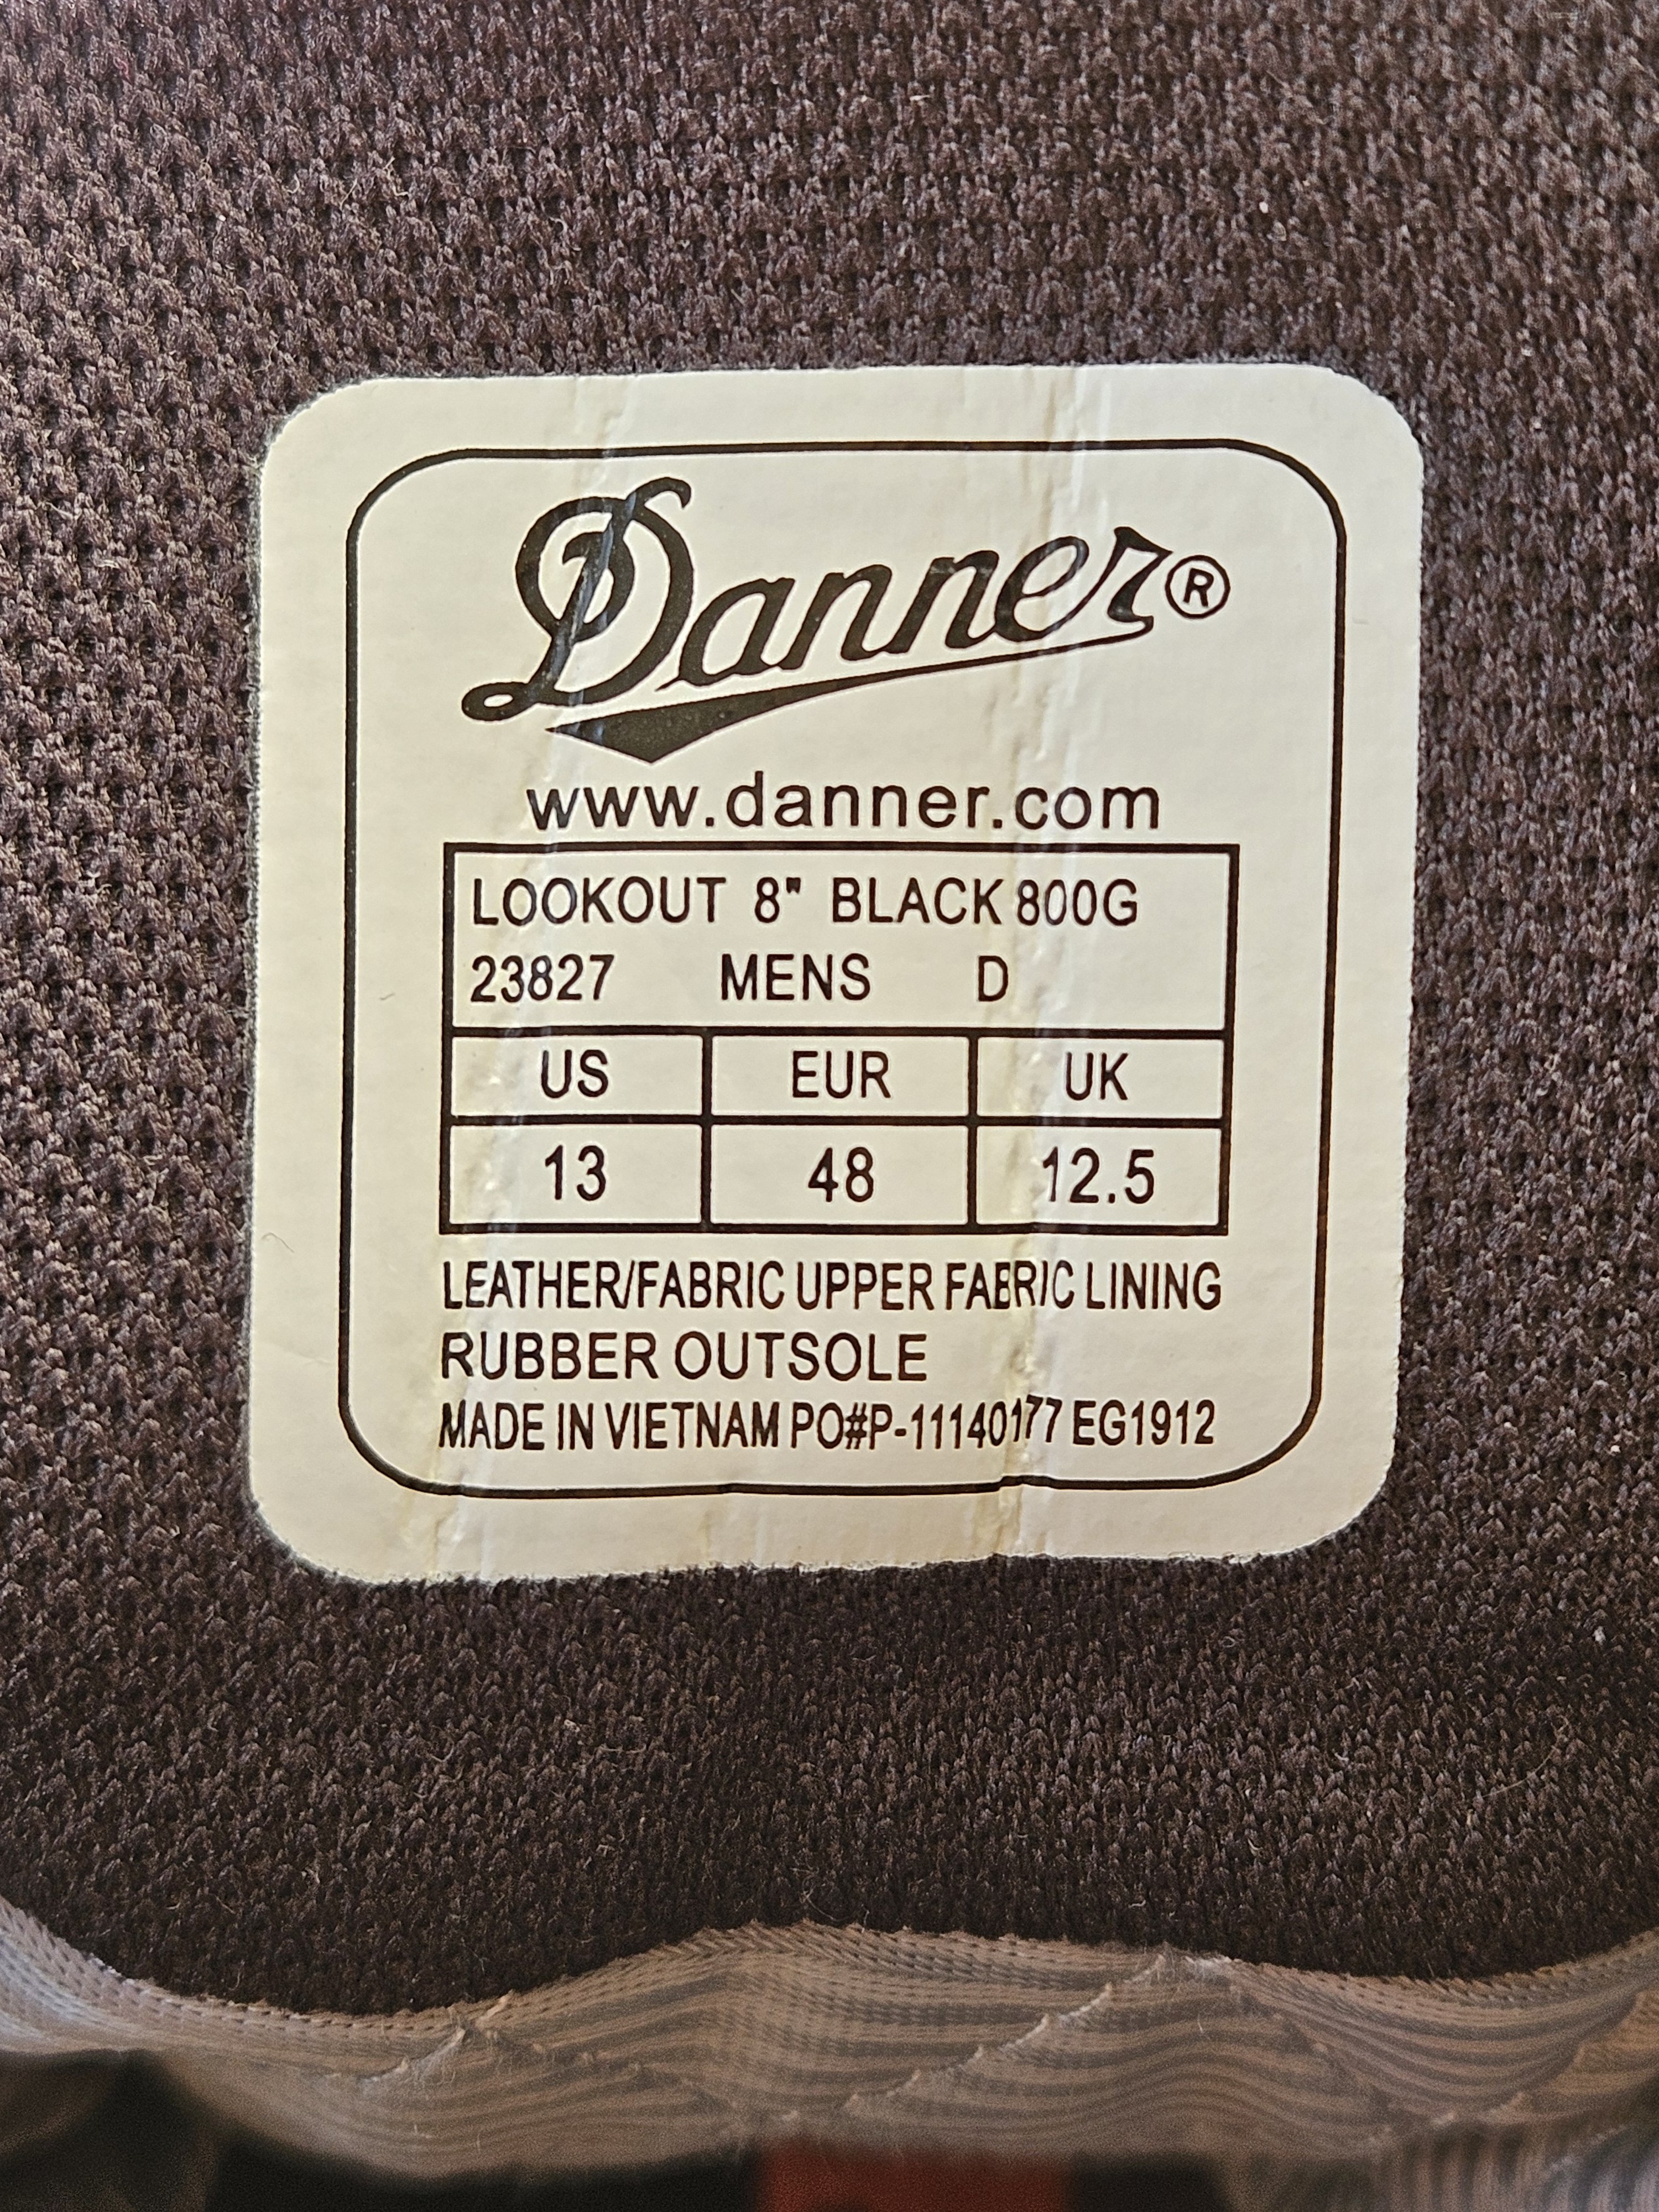 Danner®
www.danner.com
LOOKOUT 8" BLACK 800G
23827 MENS D
US EUR UK
13 48 12.5
LEATHER/FABRIC UPPER FABRIC LINING
RUBBER OUTSOLE
MADE IN VIETNAM PO#P-11140177 EG1912